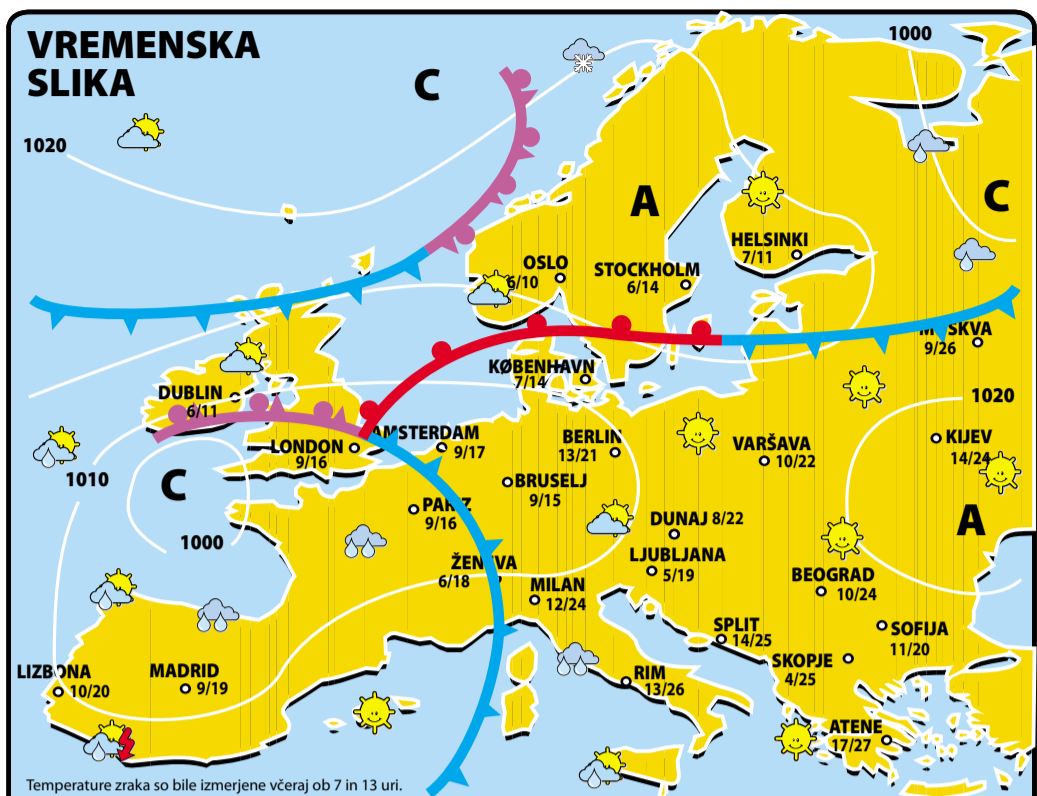 VREMENSKA
SLIKA
1000
C
1020
A
C
HELSINKI
7/11
OSLO
6/10
STOCKHOLM
6/14
MOSKVA
9/26
KØBENHAVN
7/14
DUBLIN
6/11
1020
AMSTERDAM
9/17
LONDON
9/16
BERLIN
13/21
VARŠAVA
10/22
KIJEV
14/24
1010
C
BRUSELJ
9/15
PARIZ
9/16
A
DUNAJ 8/22
1000
LJUBLJANA
5/19
ŽENEVA
6/18
MILAN
12/24
BEOGRAD
10/24
SPLIT
14/25
SOFIJA
11/20
SKOPJE
4/25
LIZBONA
10/20
MADRID
9/19
RIM
13/26
ATENE
17/27
Temperature zraka so bile izmerjene včeraj ob 7 in 13 uri.